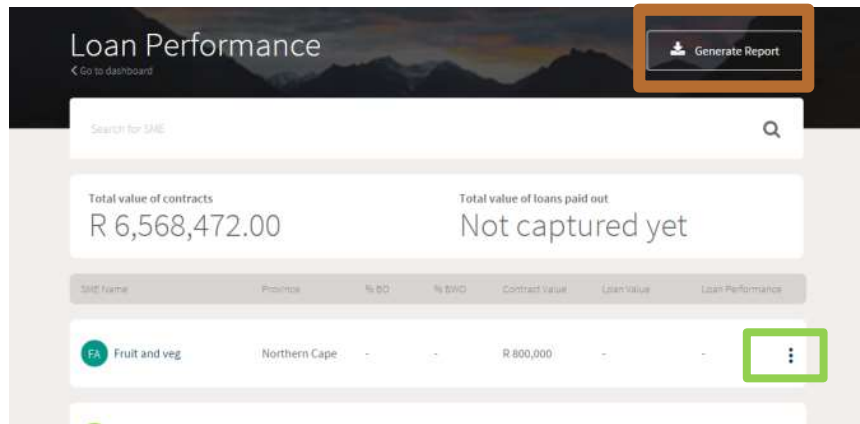 Loan Performance
Generate Report
Go to dashboard
Search for SME
Total value of contracts
Total value of loans paid out
R 6,568,472.00
Not captured yet
SME Name Province % BO % BWO Contract Value Loan Value Loan Performance
FA Fruit and veg Northern Cape - - R 800,000 - -